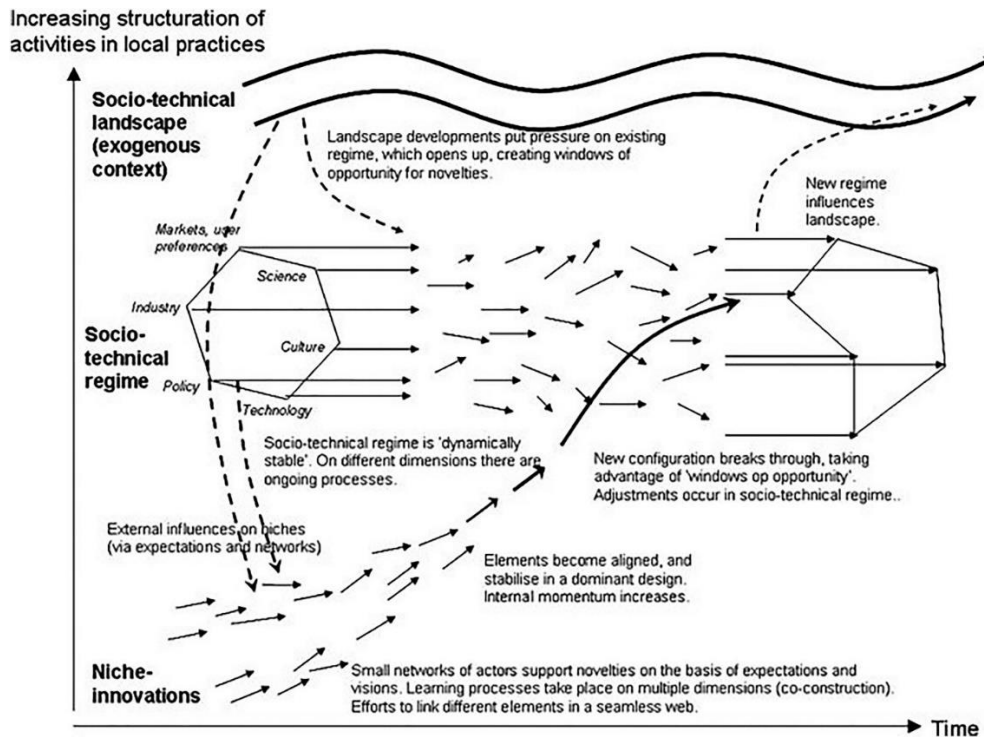 Increasing structuration of
activities in local practices
Socio-technical
landscape
(exogenous
context)
Landscape developments put pressure on existing
regime, which opens up, creating windows of
opportunity for novelties.
New regime
influences
landscape.
Markets, user
preferences
Science
Industry
Culture
Socio-
technical
regime
Policy
Technology
Socio-technical regime is 'dynamically
stable'. On different dimensions there are
ongoing processes.
New configuration breaks through, taking
advantage of 'windows op opportunity'.
Adjustments occur in socio-technical regime..
External influences on niches
(via expectations and networks)
Elements become aligned, and
stabilise in a dominant design.
Internal momentum increases.
Niche-
innovations
Small networks of actors support novelties on the basis of expectations and
visions. Learning processes take place on multiple dimensions (co-construction).
Efforts to link different elements in a seamless web.
Time